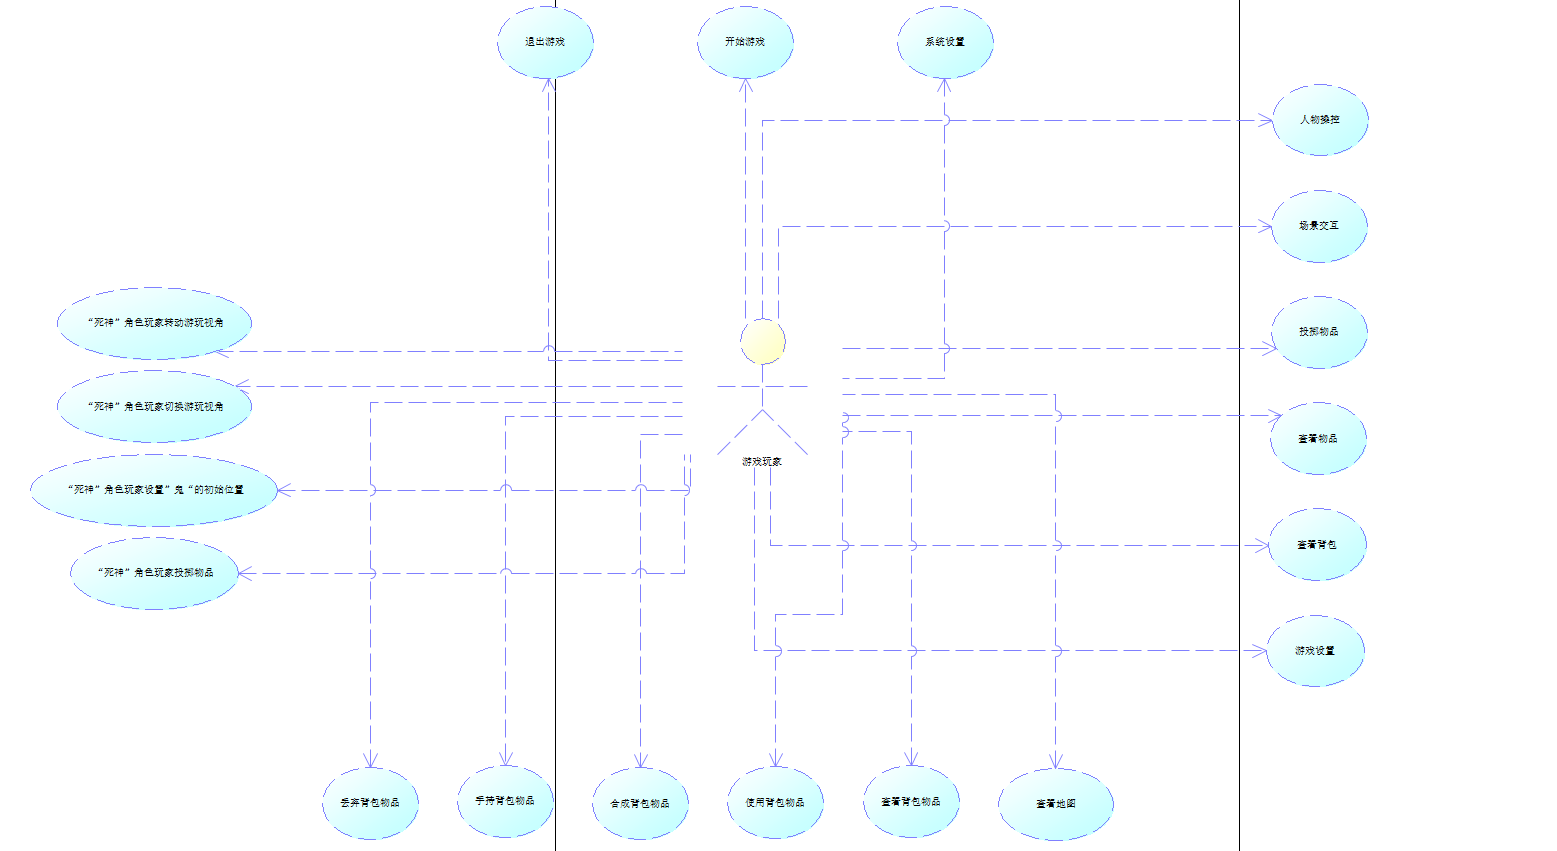 退出游戏
开始游戏
系统设置
人物操控
场景交互
“死神”角色玩家转动游玩视角
投掷物品
“死神”角色玩家切换游玩视角
查看物品
游戏玩家
“死神”角色玩家设置”鬼“的初始位置
查看背包
“死神”角色玩家投掷物品
游戏设置
丢弃背包物品
手持背包物品
合成背包物品
使用背包物品
查看背包物品
查看地图